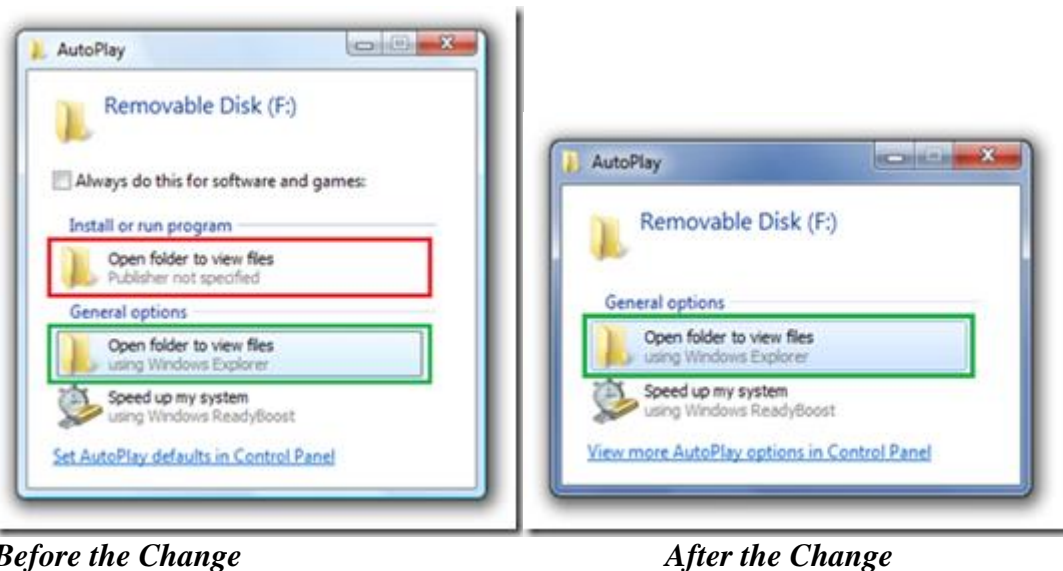 AutoPlay
Removable Disk (F:)
Always do this for software and games:
Install or run program
Open folder to view files
Publisher not specified
General options
Open folder to view files
using Windows Explorer
Speed up my system
using Windows ReadyBoost
Set AutoPlay defaults in Control Panel
Before the Change
AutoPlay
Removable Disk (F:)
General options
Open folder to view files
using Windows Explorer
Speed up my system
using Windows ReadyBoost
View more AutoPlay options in Control Panel
After the Change